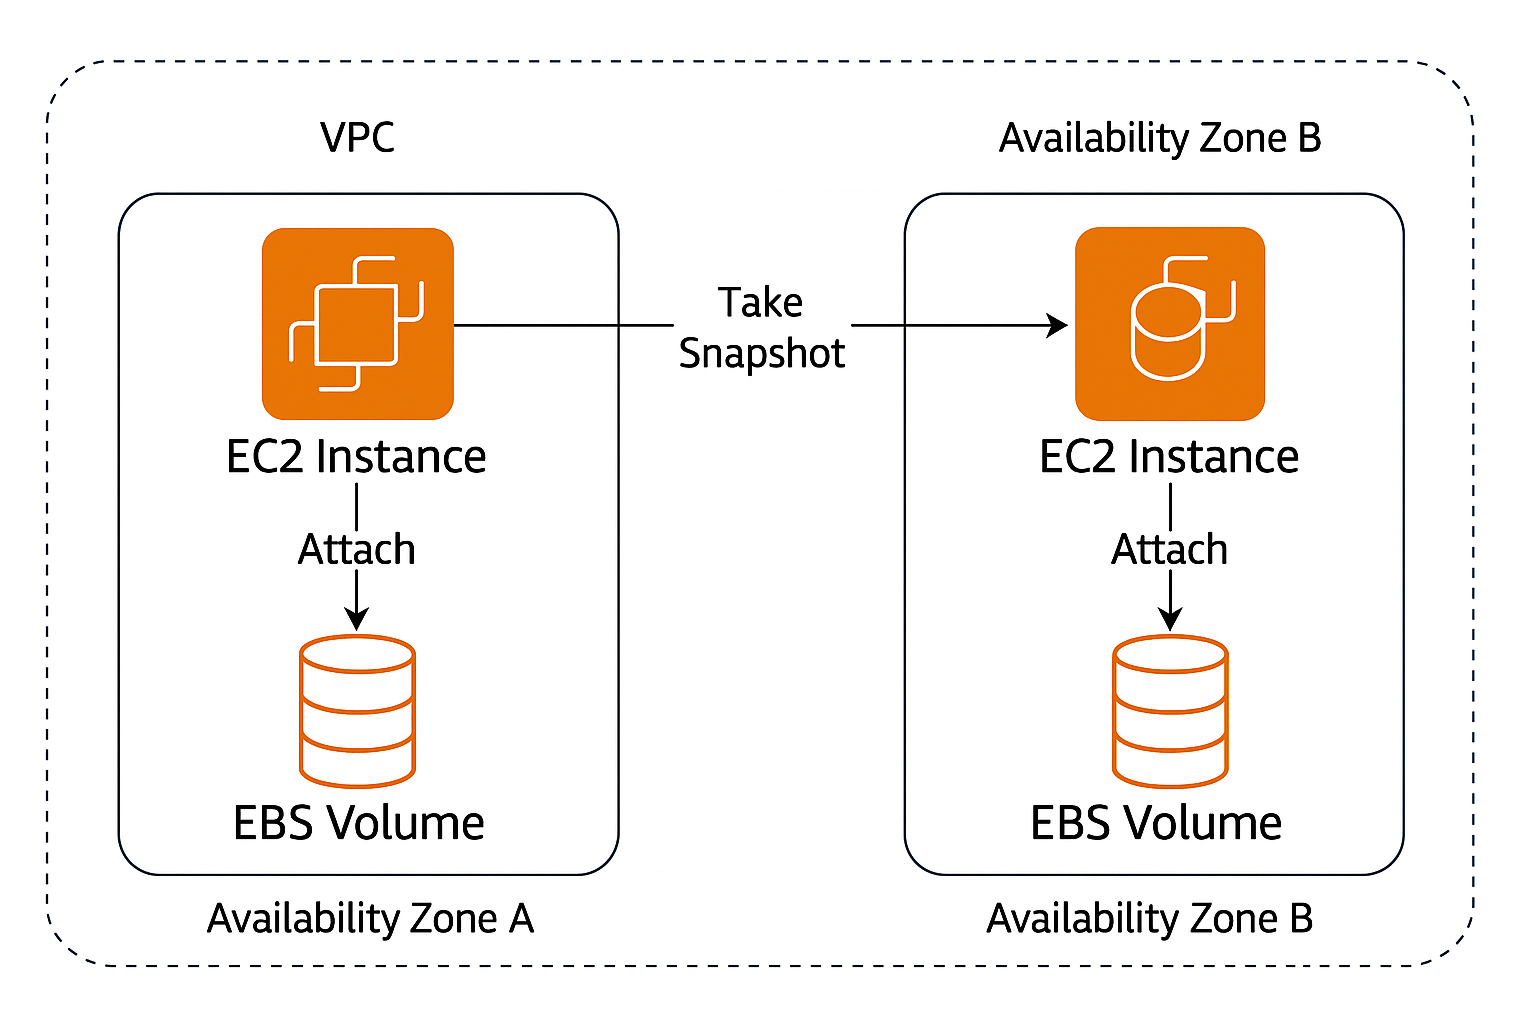 VPC
Availability Zone B
Take
Snapshot
EC2 Instance
EC2 Instance
Attach
Attach
EBS Volume
EBS Volume
Availability Zone A
Availability Zone B